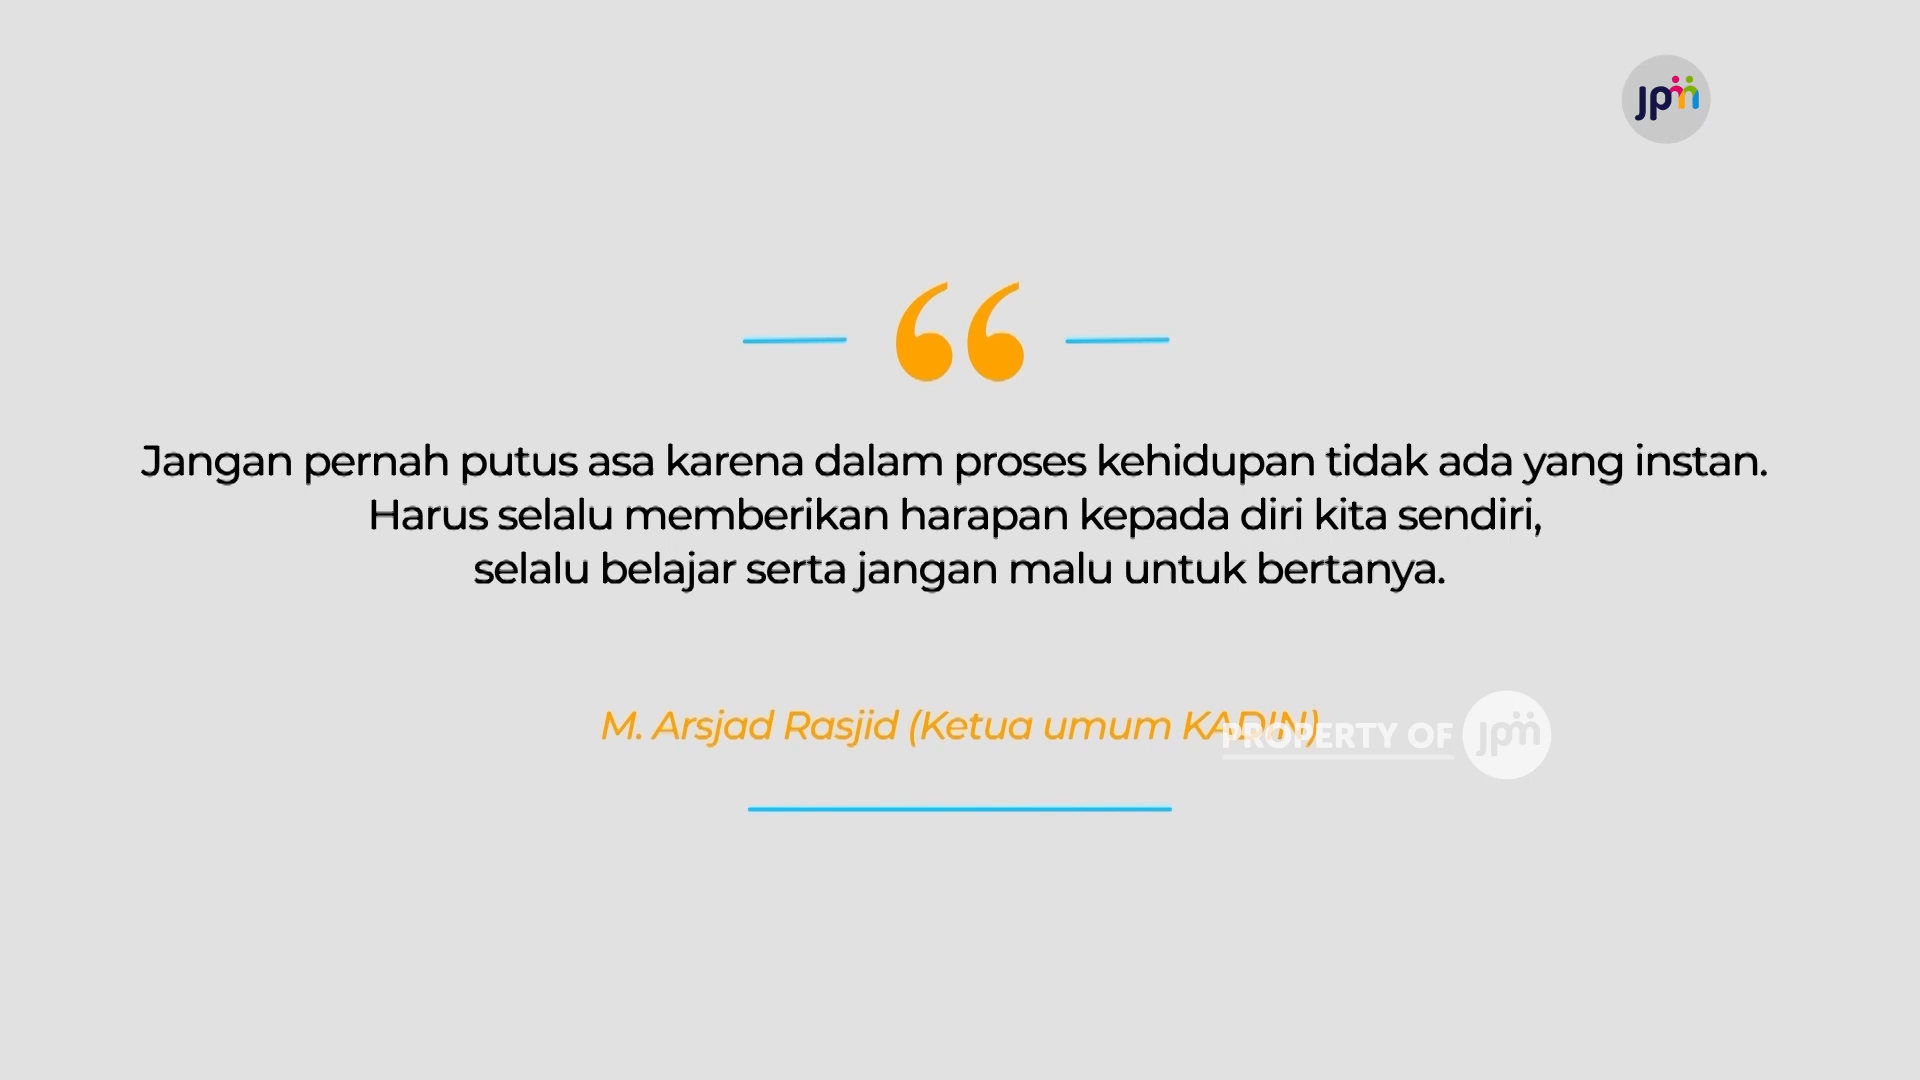 jpm
“
Jangan pernah putus asa karena dalam proses kehidupan tidak ada yang instan.
Harus selalu memberikan harapan kepada diri kita sendiri,
selalu belajar serta jangan malu untuk bertanya.
M. Arsjad Rasjid (Ketua umum KADIN)
PROPERTY OF jpm